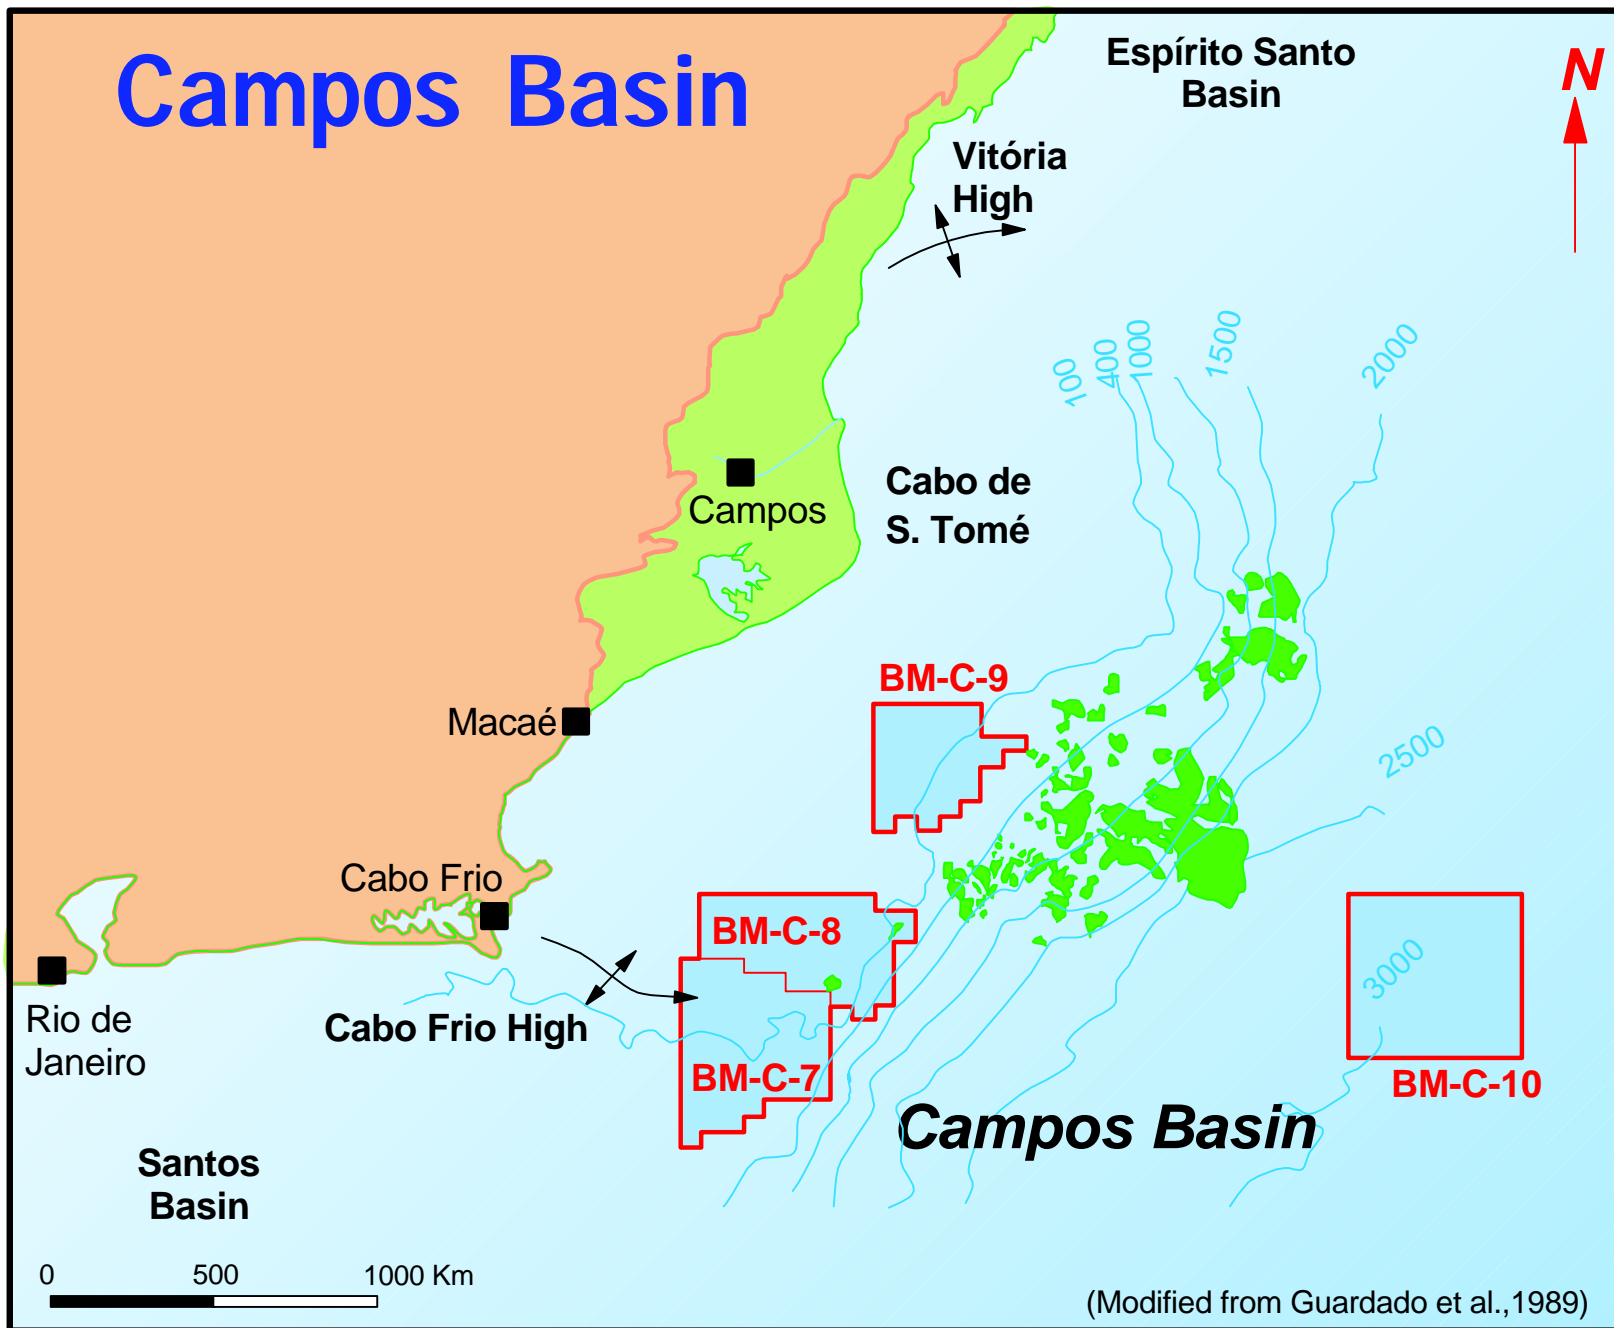 Campos Basin
Espírito Santo
Basin
N
Vitória
High
100
400
1000
1500
2000
Cabo de
S. Tomé
Campos
BM-C-9
Macaé
2500
Cabo Frio
BM-C-8
3000
Rio de
Janeiro
Cabo Frio High
BM-C-7
BM-C-10
Campos Basin
Santos
Basin
0 500 1000 Km
(Modified from Guardado et al.,1989)